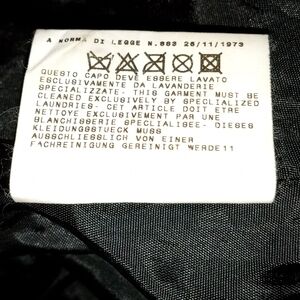 A NORMA DI LEGGE N.883 26/11/1973
QUESTO CAPO DEVE ESSERE LAVATO
ESCLUSIVAMENTE DA LAVANDERIE
SPECIALIZZATE- THIS GARMENT MUST BE
CLEANED EXCLUSIVELY BY SPECLIALIZED
LAUNDRIES- CET ARTICLE DOIT ETRE
NETTOYE EXCLUSIVEMENT PAR UNE
BLANCHISSERIE SPECIALISEE- DIESES
KLEIDUNGSSTUECK MUSS
AUSSCHLIESSLICH VON EINER
FACHREINIGUNG GEREINIGT WERDE11